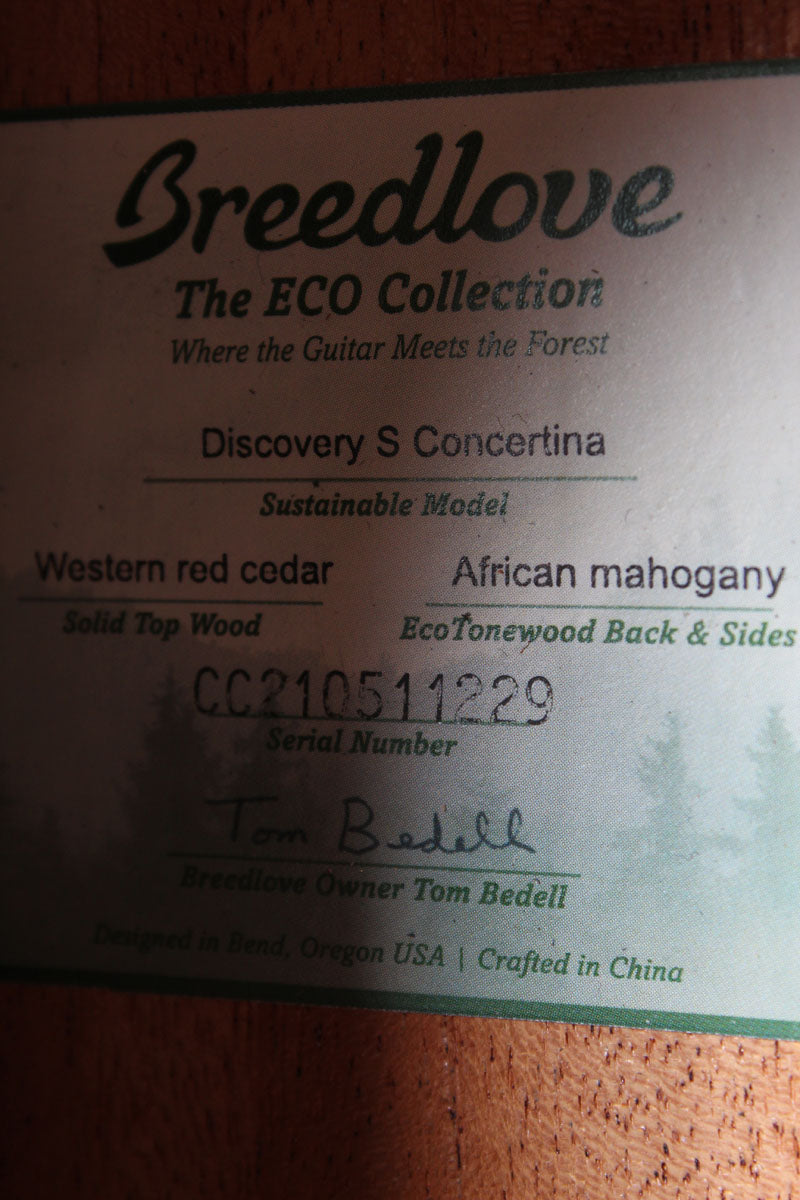 Breedlove
The ECO Collection
Where the Guitar Meets the Forest
Discovery S Concertina
Sustainable Model
Western red cedar African mahogany
Solid Top Wood EcoTonewood Back & Sides
CC210511229
Serial Number
Tom Bedell
Breedlove Owner Tom Bedell
Designed in Bend, Oregon USA | Crafted in China